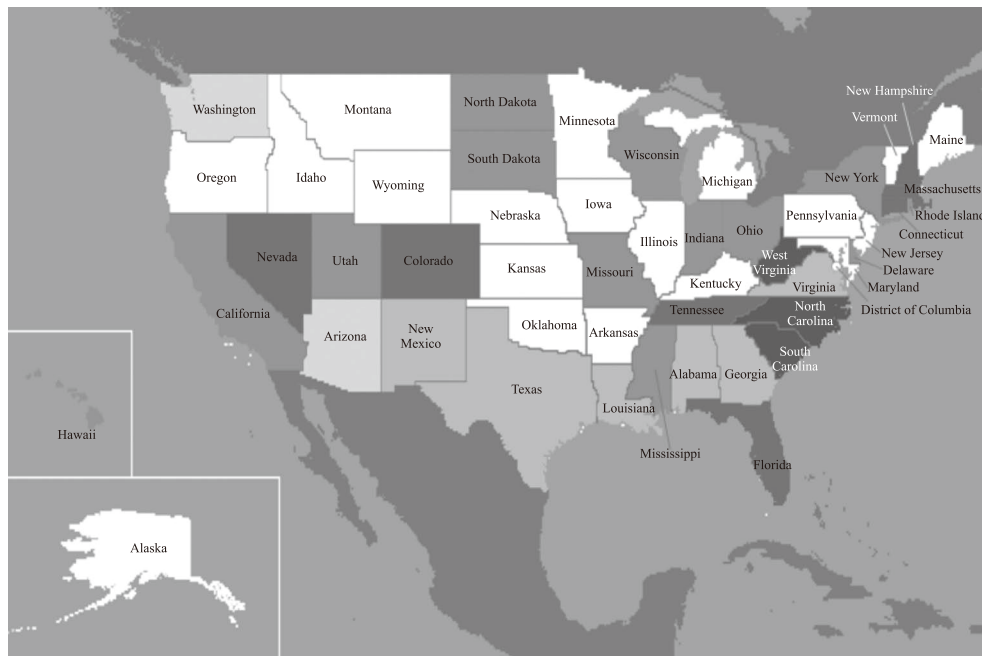 New Hampshire
Vermont
Washington
Montana
North Dakota
Minnesota
Maine
Wisconsin
South Dakota
Oregon
Idaho
Wyoming
Michigan
New York
Massachusetts
Nebraska
Iowa
Pennsylvania
Rhode Islan
Connecticut
Illinois
Indiana
Ohio
New Jersey
Nevada
Utah
Colorado
Kansas
Missouri
West
Virginia
Delaware
Kentucky
Virginia
Maryland
California
Tennessee
North
Carolina
District of Columbia
Arizona
New
Mexico
Oklahoma
Arkansas
South
Carolina
Texas
Alabama
Georgia
Louisiana
Hawaii
Mississippi
Florida
Alaska